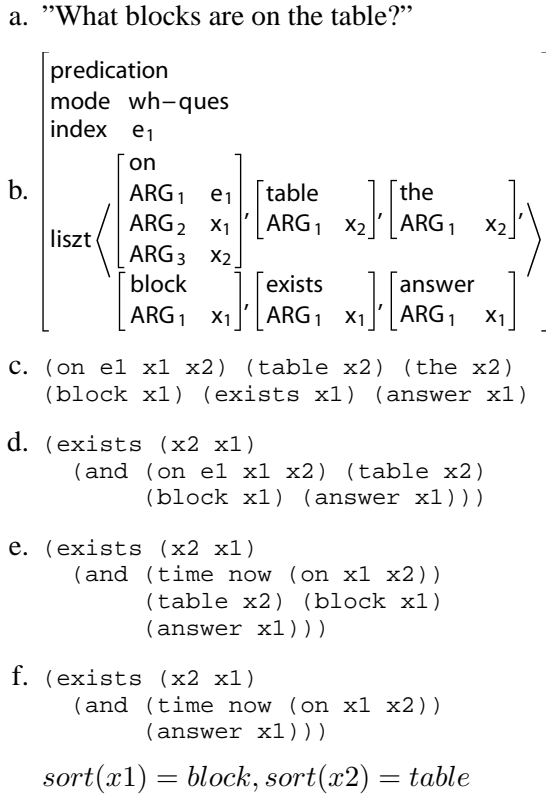 a. ”What blocks are on the table?”
b.
predication
mode wh−ques
index e1
liszt
on
ARG1 e1
ARG2 x1
ARG3 x2
,
table
ARG1 x2
,
the
ARG1 x2
,
block
ARG1 x1
,
exists
ARG1 x1
,
answer
ARG1 x1
c. (on e1 x1 x2) (table x2) (the x2)
(block x1) (exists x1) (answer x1)
d. (exists (x2 x1)
(and (on e1 x1 x2) (table x2)
(block x1) (answer x1)))
e. (exists (x2 x1)
(and (time now (on x1 x2))
(table x2) (block x1)
(answer x1)))
f. (exists (x2 x1)
(and (time now (on x1 x2))
(answer x1)))
sort(x1) = block, sort(x2) = table